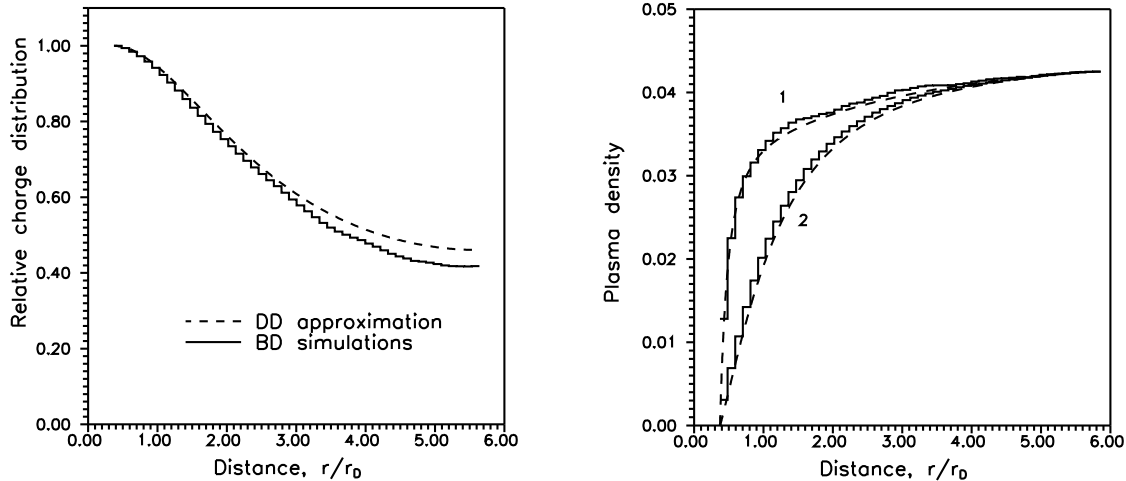 Relative charge distribution
1.00
0.80
0.60
0.40
0.20
0.00
DD approximation
BD simulations
0.00 1.00 2.00 3.00 4.00 5.00 6.00
Distance, r/rD
Plasma density
0.05
0.04
0.03
0.02
0.01
0.00
1
2
0.00 1.00 2.00 3.00 4.00 5.00 6.00
Distance, r/rD